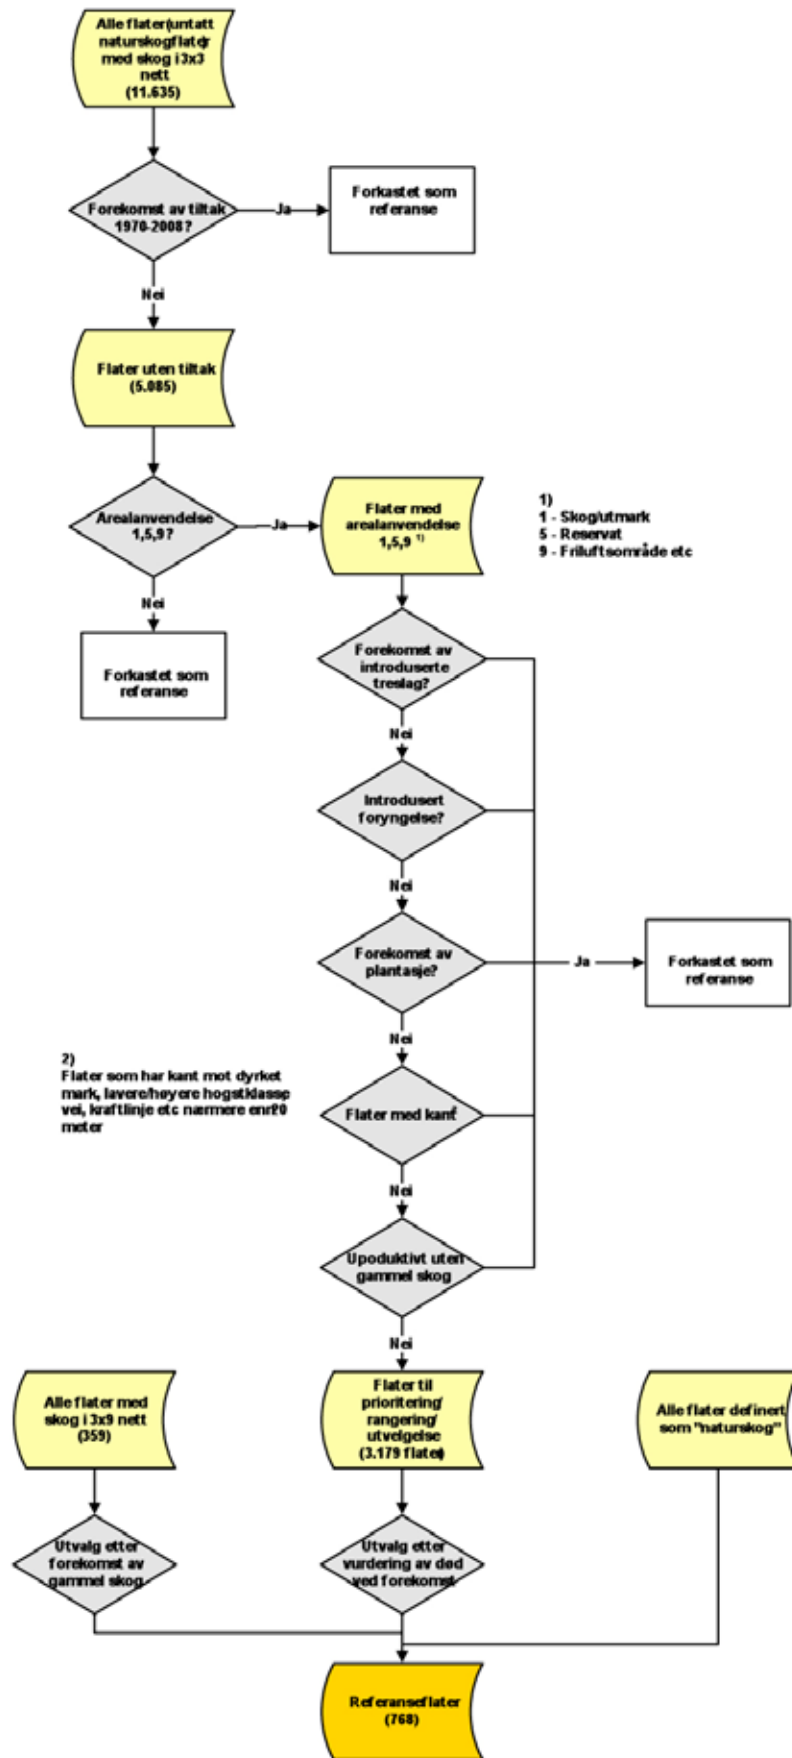 Alle flater(untatt
naturskogflater)
med skog i 3x3
nett
(11.635)
Forekomst av tiltak
1970-2008?
Ja
Forkastet som
referanse
Nei
Flater uten tiltak
(5.085)
Arealanvendelse
1,5,9?
Ja
Flater med
arealanvendelse
1,5,9 1)
1)
1 - Skog/utmark
5 - Reservat
9 - Friluftsområde etc
Nei
Forkastet som
referanse
Forekomst av
introduserte
treslag?
Nei
Introdusert
foryngelse?
Nei
Forekomst av
plantasje?
Ja
Forkastet som
referanse
Nei
2)
Flater som har kant mot dyrket
mark, lavere/høyere hogstklasse
vei, kraftlinje etc nærmere
meter
Flater med kant
Nei
Upoduktivt uten
gammel skog
Nei
Alle flater med
skog i 3x9 nett
(359)
Flater til
prioritering/
rangering/
utvelgelse
(3.179 flater)
Alle flater definert
som "naturskog"
Utvalg etter
forekomst av
gammel skog
Utvalg etter
vurdering av død
ved forekomst
Referanseflater
(768)